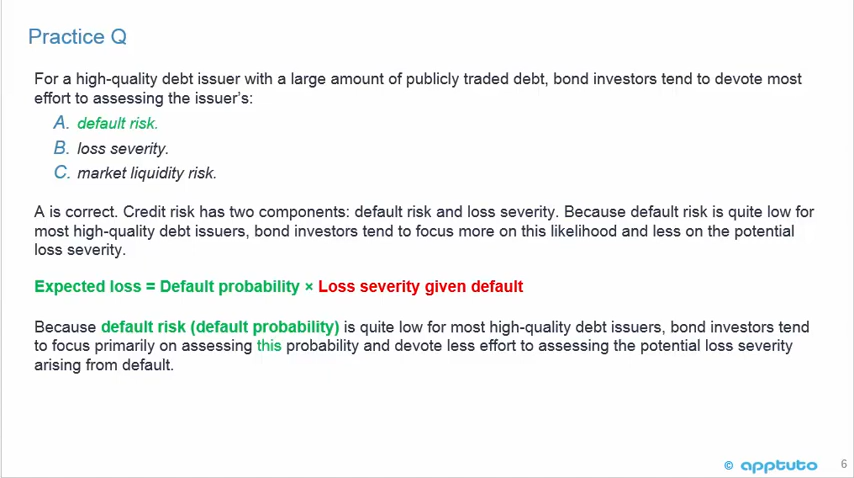 Practice Q
For a high-quality debt issuer with a large amount of publicly traded debt, bond investors tend to devote most
effort to assessing the issuer's:
A. default risk.
B. loss severity.
C. market liquidity risk.
A is correct. Credit risk has two components: default risk and loss severity. Because default risk is quite low for
most high-quality debt issuers, bond investors tend to focus more on this likelihood and less on the potential
loss severity.
Expected loss = Default probability × Loss severity given default
Because default risk (default probability) is quite low for most high-quality debt issuers, bond investors tend
to focus primarily on assessing this probability and devote less effort to assessing the potential loss severity
arising from default.
© apptuto 6